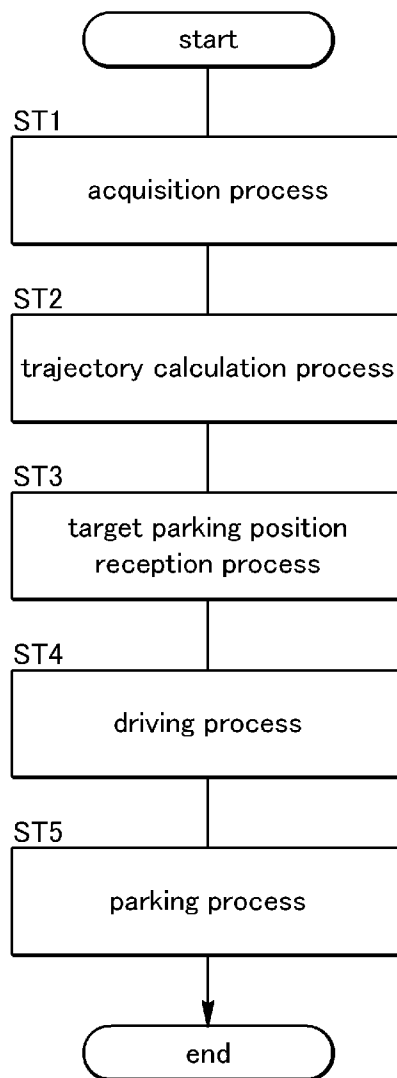 start
ST1
acquisition process
ST2
trajectory calculation process
ST3
target parking position
reception process
ST4
driving process
ST5
parking process
end